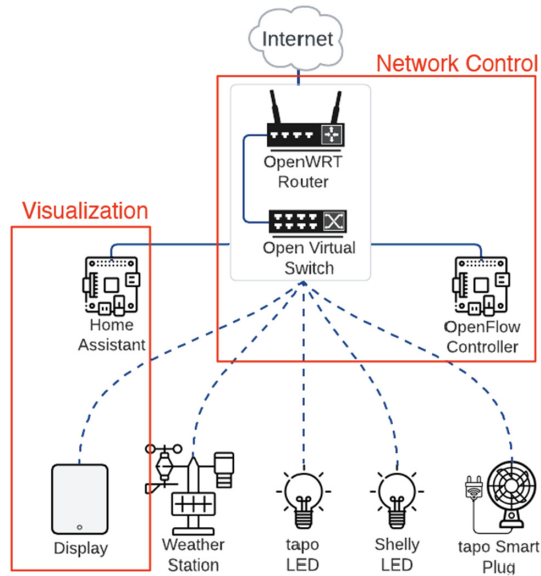 Internet
Network Control
OpenWRT
Router
Visualization
Open Virtual
Switch
Home
Assistant
OpenFlow
Controller
Display
Weather
Station
tapo
LED
Shelly
LED
tapo Smart
Plug